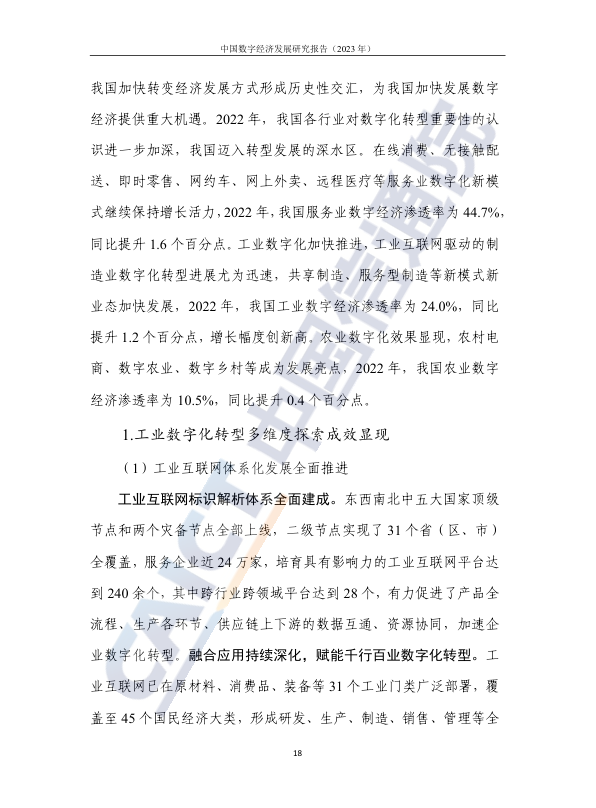 中国数字经济发展研究报告（2023 年）
我国加快转变经济发展方式形成历史性交汇，为我国加快发展数字
经济提供重大机遇。2022 年，我国各行业对数字化转型重要性的认
识进一步加深，我国迈入转型发展的深水区。在线消费、无接触配
送、即时零售、网约车、网上外卖、远程医疗等服务业数字化新模
式继续保持增长活力，2022 年，我国服务业数字经济渗透率为 44.7%，
同比提升 1.6 个百分点。工业数字化加快推进，工业互联网驱动的制
造业数字化转型进展尤为迅速，共享制造、服务型制造等新模式新
业态加快发展，2022 年，我国工业数字经济渗透率为 24.0%，同比
提升 1.2 个百分点，增长幅度创新高。农业数字化效果显现，农村电
商、数字农业、数字乡村等成为发展亮点，2022 年，我国农业数字
经济渗透率为 10.5%，同比提升 0.4 个百分点。
1.工业数字化转型多维度探索成效显现
（1）工业互联网体系化发展全面推进
工业互联网标识解析体系全面建成。东西南北中五大国家顶级
节点和两个灾备节点全部上线，二级节点实现了 31 个省（区、市）
全覆盖，服务企业近 24 万家，培育具有影响力的工业互联网平台达
到 240 余个，其中跨行业跨领域平台达到 28 个，有力促进了产品全
流程、生产各环节、供应链上下游的数据互通、资源协同，加速企
业数字化转型。融合应用持续深化，赋能千行百业数字化转型。工
业互联网已在原材料、消费品、装备等 31 个工业门类广泛部署，覆
盖至 45 个国民经济大类，形成研发、生产、制造、销售、管理等全
18
CAICT 中国信通院